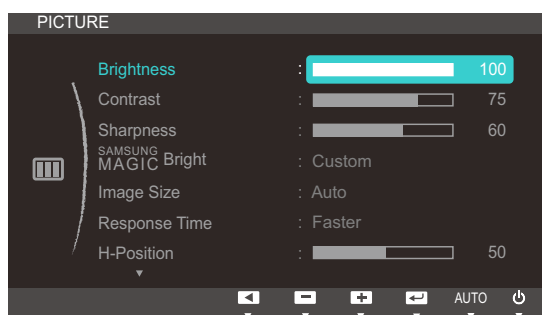 PICTURE
Brightness : 100
Contrast : 75
Sharpness : 60
SAMSUNG
MAGIC Bright : Custom
Image Size : Auto
Response Time : Faster
H-Position : 50
AUTO